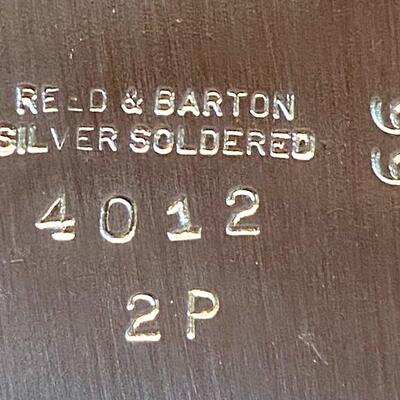 REED & BARTON
SILVER SOLDERED
4012
2P